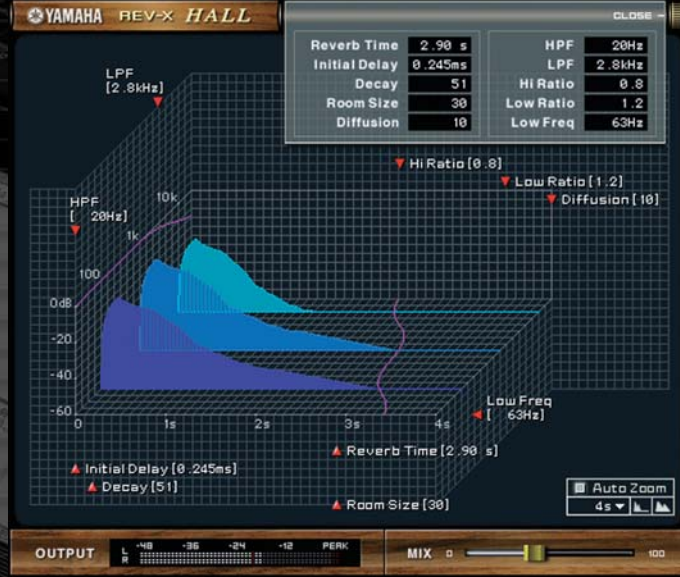 YAMAHA REV-X HALL
CLOSE
Reverb Time 2.90 s HPF 20Hz
Initial Delay 0.245ms LPF 2.8kHz
Decay 51 Hi Ratio 0.8
Room Size 30 Low Ratio 1.2
Diffusion 10 Low Freq 63Hz
LPF
[2.8kHz]
Hi Ratio [0.8]
Low Ratio [1.2]
Diffusion [10]
HPF
[ 20Hz]
10k
1k
100
0dB
-20
-40
-60
0 1s 2s 3s 4s
Low Freq
[ 63Hz]
Reverb Time [2.90 s]
Initial Delay [0.245ms]
Decay [51]
Room Size [30]
Auto Zoom
4s
OUTPUT L R -48 -36 -24 -12 PEAK
MIX 0 100